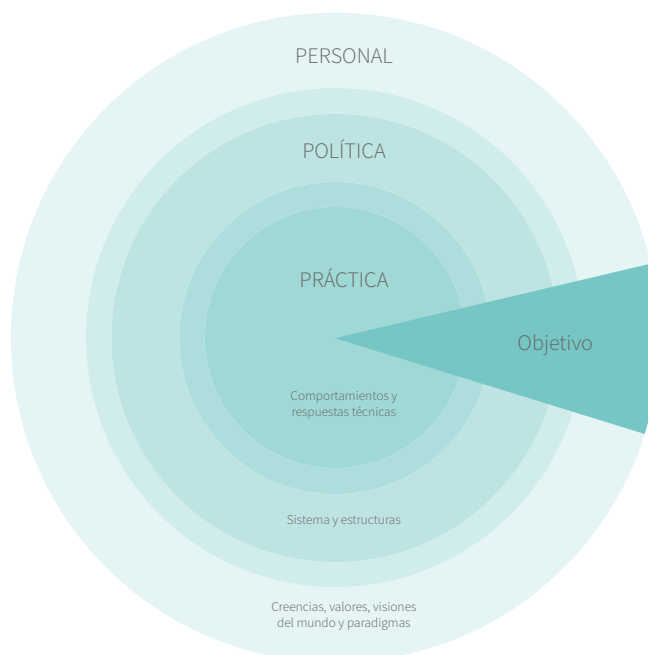 PERSONAL
POLÍTICA
PRÁCTICA
Objetivo
Comportamientos y
respuestas técnicas
Sistema y estructuras
Creencias, valores, visiones
del mundo y paradigmas